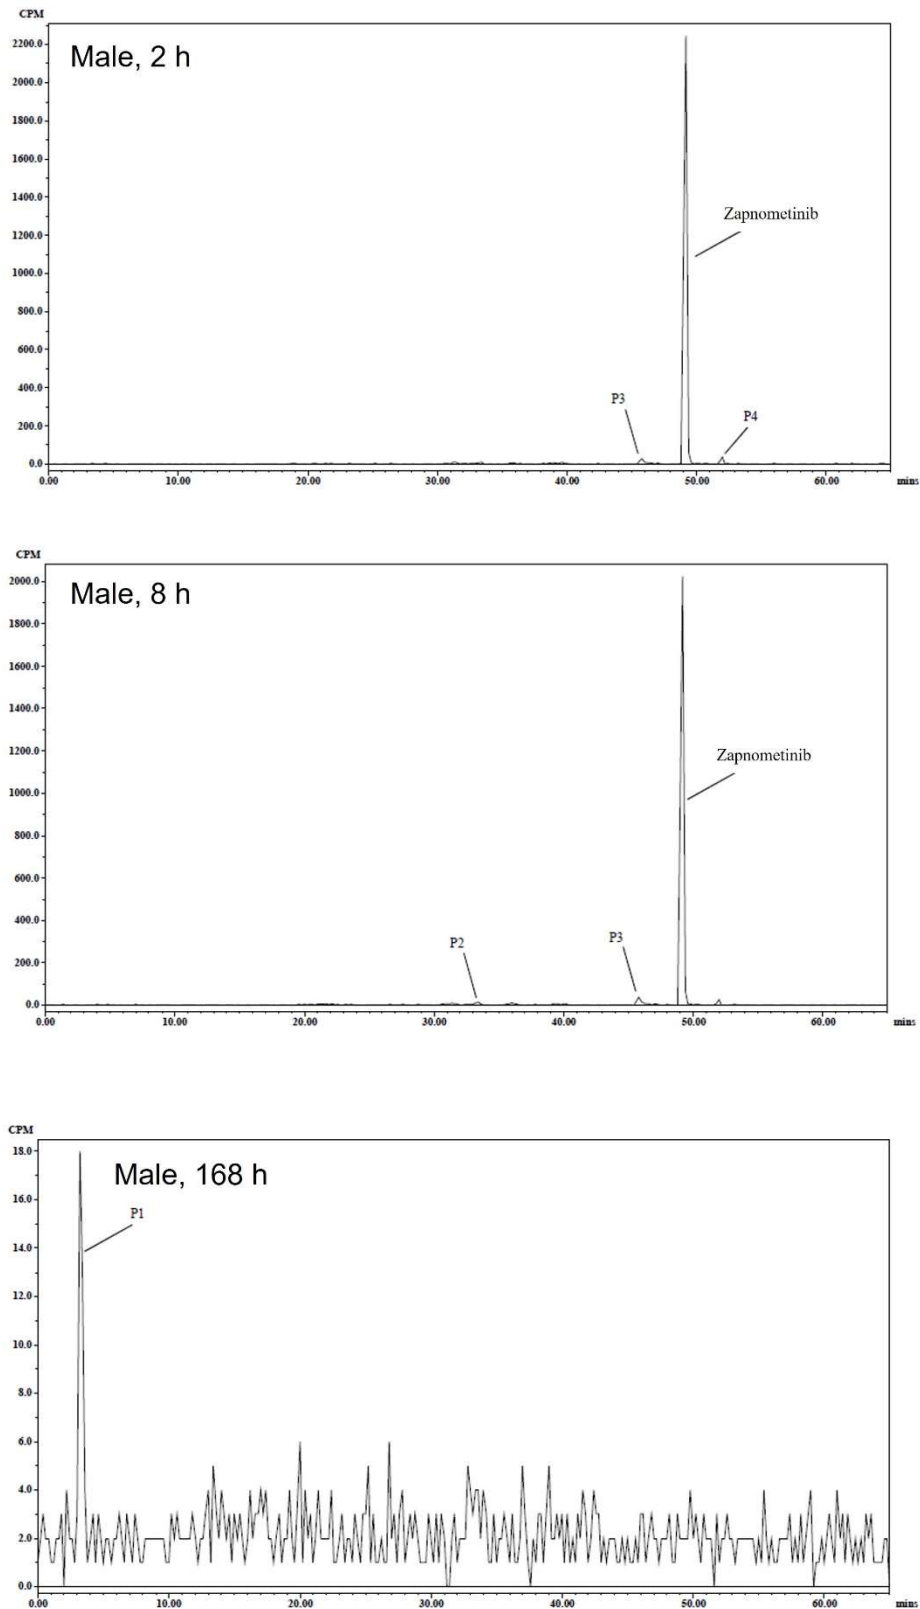 CPM
2200.0
Male, 2 h
2000.0
1800.0
1600.0
1400.0
Zapnometinib
1200.0
1000.0
800.0
600.0
400.0
P3
P4
200.0
0.0
0.00 10.00 20.00 30.00 40.00 50.00 60.00 mins
CPM
2000.0
Male, 8 h
1800.0
1600.0
1400.0
1200.0
Zapnometinib
1000.0
800.0
600.0
400.0
P2
P3
200.0
0.0
0.00 10.00 20.00 30.00 40.00 50.00 60.00 mins
CPM
18.0
Male, 168 h
16.0
P1
14.0
12.0
10.0
8.0
6.0
4.0
2.0
0.0
0.00 10.00 20.00 30.00 40.00 50.00 60.00 mins